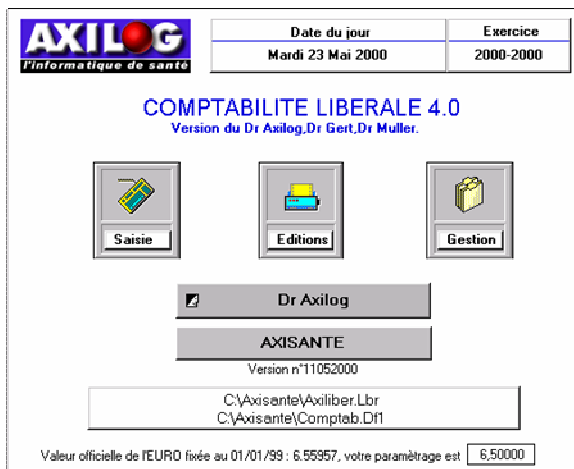 AXILOG
l'informatique de santé
Date du jour
Mardi 23 Mai 2000
Exercice
2000-2000
COMPTABILITE LIBERALE 4.0
Version du Dr Axilog,Dr Gert,Dr Muller.
Saisie
Editions
Gestion
Dr Axilog
AXISANTE
Version n°11052000
C:\Axisante\Axiliber.Lbr
C:\Axisante\Comptab.Df1
Valeur officielle de l'EURO fixée au 01/01/99 : 6.55957, votre paramètrage est 6,50000